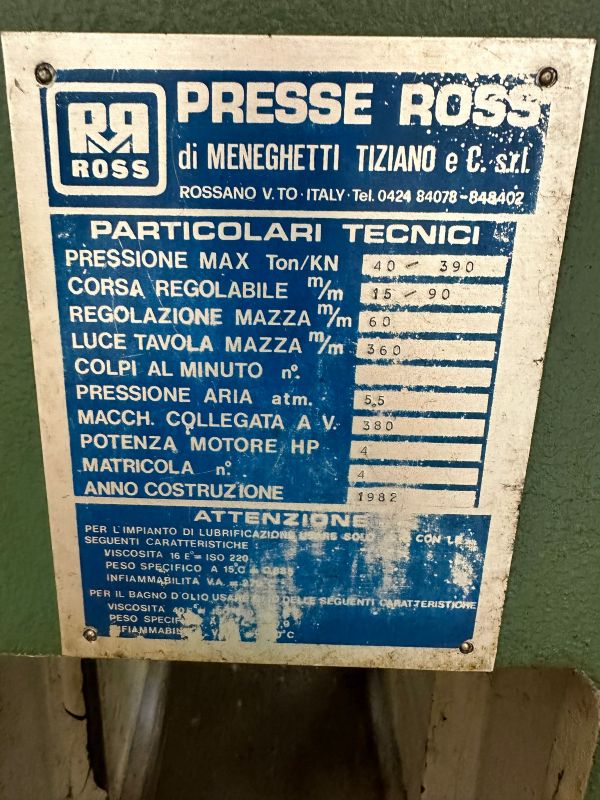 ROSS
PRESSE ROSS
di MENEGHETTI TIZIANO e C. s.r.l.
ROSSANO V.TO · ITALY · Tel. 0424 84078-848402
PARTICOLARI TECNICI
PRESSIONE MAX Ton/KN 40 - 390
CORSA REGOLABILE m/m 15 - 90
REGOLAZIONE MAZZA m/m 60
LUCE TAVOLA MAZZA m/m 360
COLPI AL MINUTO n°.
PRESSIONE ARIA atm. 5,5
MACCH. COLLEGATA A V. 380
POTENZA MOTORE HP 4
MATRICOLA n°. 4
ANNO COSTRUZIONE 1982
ATTENZIONE
PER L'IMPIANTO DI LUBRIFICAZIONE USARE SOLO CON LE
SEGUENTI CARATTERISTICHE :
VISCOSITA 16 E° = ISO 220
PESO SPECIFICO A 15°C =
INFIAMMABILITÀ V.A. =
PER IL BAGNO D'OLIO USARE OLIO DELLE SEGUENTI CARATTERISTICHE
VISCOSITA
PESO